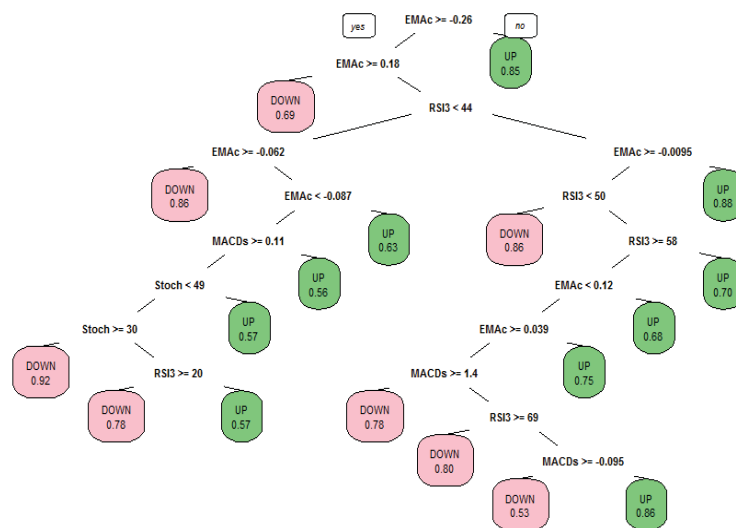 EMAc >= -0.26
yes
no
UP
0.85
EMAc >= 0.18
DOWN
0.69
RSI3 < 44
EMAc >= -0.062
EMAc >= -0.0095
DOWN
0.86
EMAc < -0.087
RSI3 < 50
UP
0.88
MACDs >= 0.11
UP
0.63
DOWN
0.86
RSI3 >= 58
Stoch < 49
UP
0.56
EMAc < 0.12
UP
0.70
Stoch >= 30
UP
0.57
EMAc >= 0.039
UP
0.68
DOWN
0.92
RSI3 >= 20
MACDs >= 1.4
UP
0.75
DOWN
0.78
UP
0.57
DOWN
0.78
RSI3 >= 69
DOWN
0.80
MACDs >= -0.095
DOWN
0.53
UP
0.86